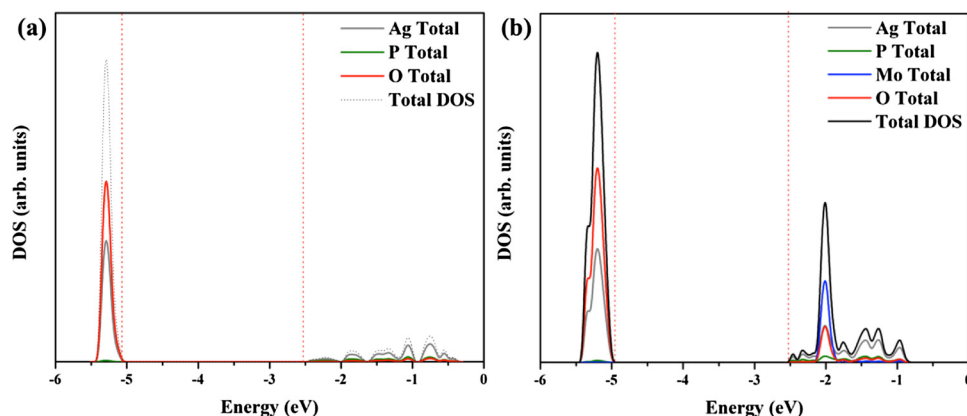 (a)
Ag Total
P Total
O Total
Total DOS
DOS (arb. units)
-6 -5 -4 -3 -2 -1 0
Energy (eV)
(b)
Ag Total
P Total
Mo Total
O Total
Total DOS
DOS (arb. units)
-6 -5 -4 -3 -2 -1 0
Energy (eV)